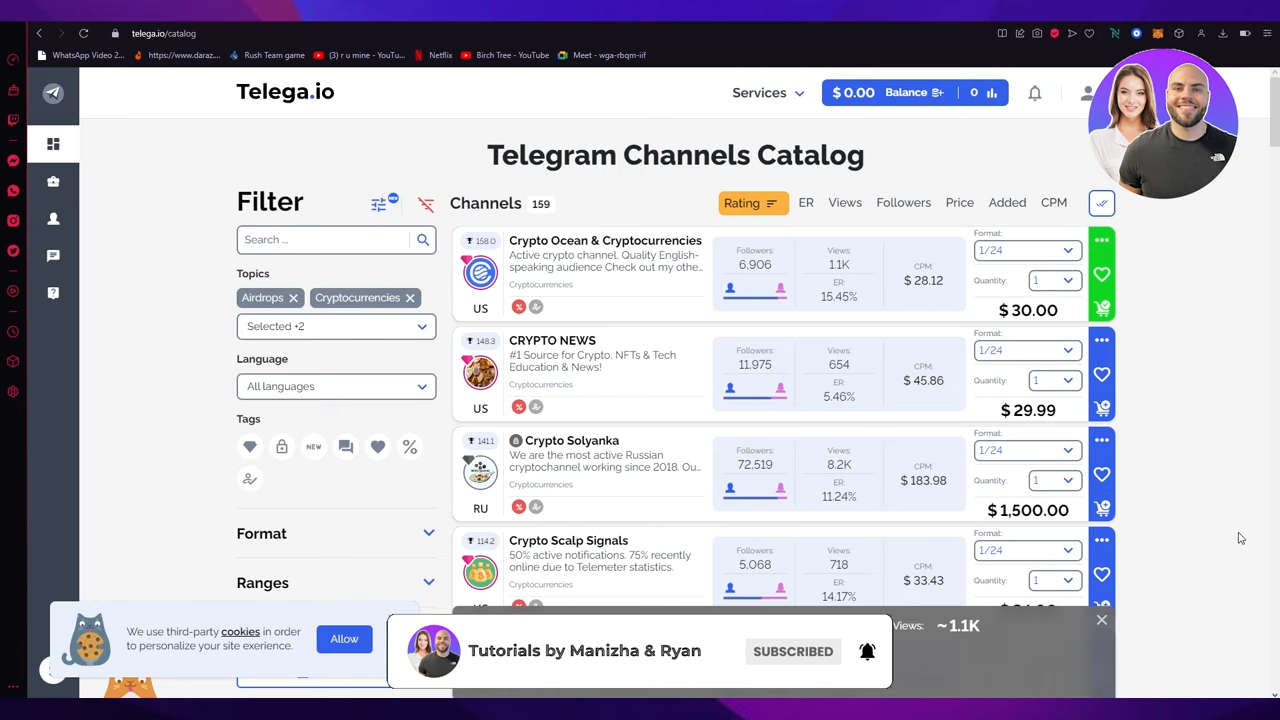 telega.io/catalog
WhatsApp Video 2...
https://www.daraz....
Rush Team game
(3) r u mine - YouTu...
Netflix
Birch Tree - YouTube
Meet - wga-rbqm-iif
Telega.io
Services
$ 0.00 Balance
0
Telegram Channels Catalog
Filter
NEW
Channels 159
Rating
ER
Views
Followers
Price
Added
CPM
Search ...
Topics
Airdrops
Cryptocurrencies
Selected +2
Language
All languages
Tags
NEW
Format
Ranges
158.0
US
Crypto Ocean & Cryptocurrencies
Active crypto channel. Quality English-
speaking audience Check out my othe...
Cryptocurrencies
Followers:
6,906
Views:
1.1K
ER:
15.45%
CPM:
$ 28.12
Format:
1/24
Quantity:
1
$ 30.00
148.3
US
CRYPTO NEWS
#1 Source for Crypto, NFTs & Tech
Education & News!
Cryptocurrencies
Followers:
11,975
Views:
654
ER:
5.46%
CPM:
$ 45.86
Format:
1/24
Quantity:
1
$ 29.99
141.1
RU
Crypto Solyanka
We are the most active Russian
cryptochannel working since 2018. Ou...
Cryptocurrencies
Followers:
72,519
Views:
8.2K
ER:
11.24%
CPM:
$ 183.98
Format:
1/24
Quantity:
1
$ 1,500.00
114.2
Crypto Scalp Signals
50% active notifications. 75% recently
online due to Telemeter statistics.
Cryptocurrencies
Followers:
5,068
Views:
718
ER:
14.17%
CPM:
$ 33.43
Format:
1/24
Quantity:
1
Views: ~1.1K
We use third-party cookies in order
to personalize your site exerience.
Allow
Tutorials by Manizha & Ryan
SUBSCRIBED